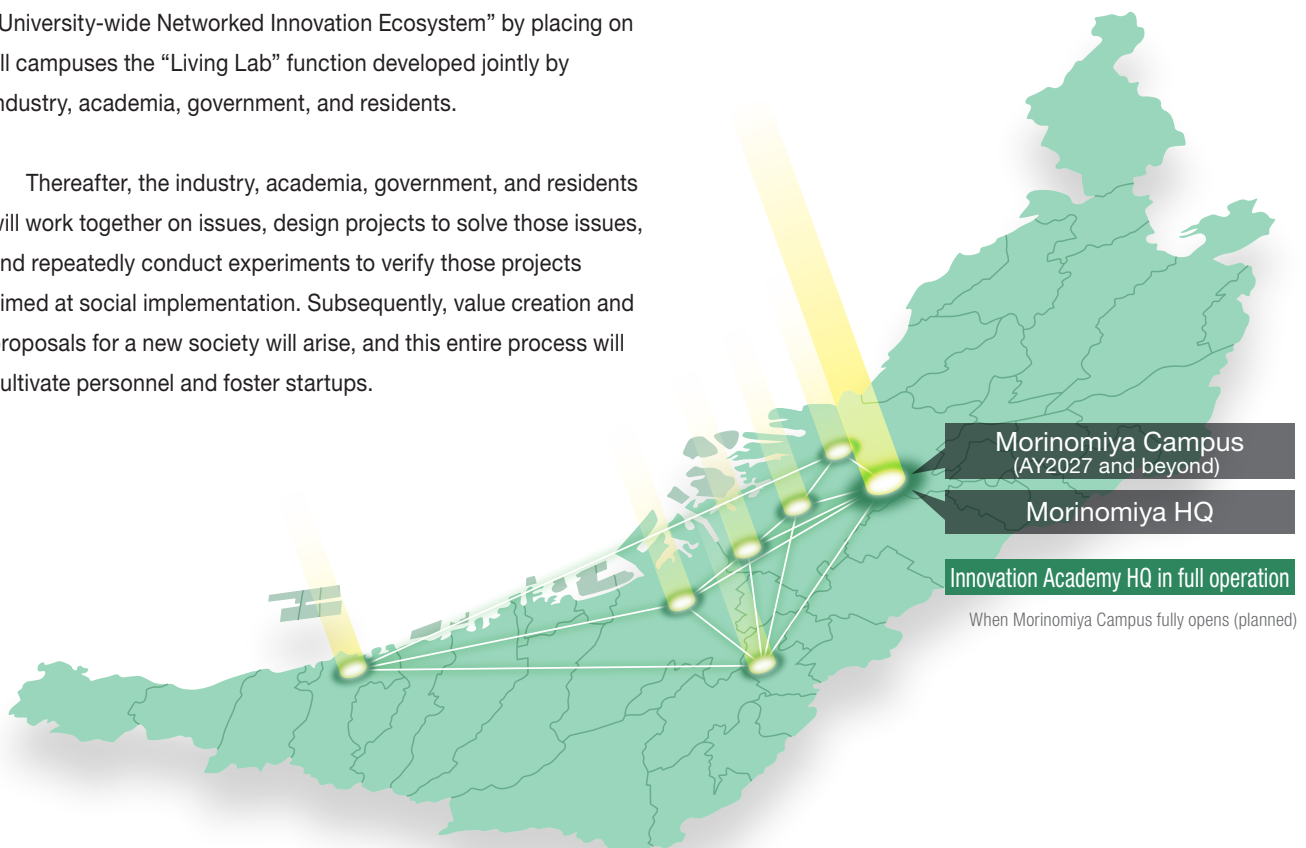 University-wide Networked Innovation Ecosystem” by placing on
ll campuses the “Living Lab” function developed jointly by
ndustry, academia, government, and residents.
Thereafter, the industry, academia, government, and residents
will work together on issues, design projects to solve those issues,
nd repeatedly conduct experiments to verify those projects
imed at social implementation. Subsequently, value creation and
proposals for a new society will arise, and this entire process will
ultivate personnel and foster startups.
Morinomiya Campus
(AY2027 and beyond)
Morinomiya HQ
Innovation Academy HQ in full operation
When Morinomiya Campus fully opens (planned)